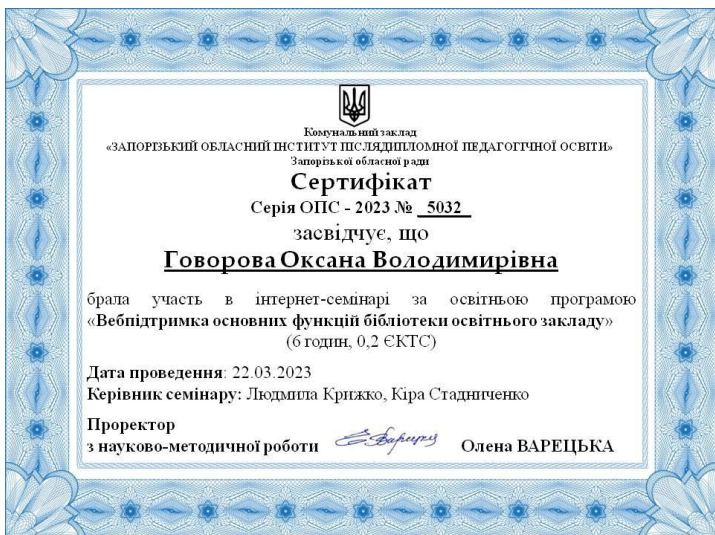 Комунальний заклад
«ЗАПОРІЗЬКИЙ ОБЛАСНИЙ ІНСТИТУТ ПІСЛЯДИПЛОМНОЇ ПЕДАГОГІЧНОЇ ОСВІТИ»
Запорізької обласної ради
Сертифікат
Серія ОПС - 2023 № 5032
засвідчує, що
Говорова Оксана Володимирівна
брала участь в інтернет-семінарі за освітньою програмою
«Вебпідтримка основних функцій бібліотеки освітнього закладу»
(6 годин, 0,2 ЄКТС)
Дата проведення: 22.03.2023
Керівник семінару: Людмила Крижко, Кіра Стадниченко
Проректор
з науково-методичної роботи Олена ВАРЕЦЬКА